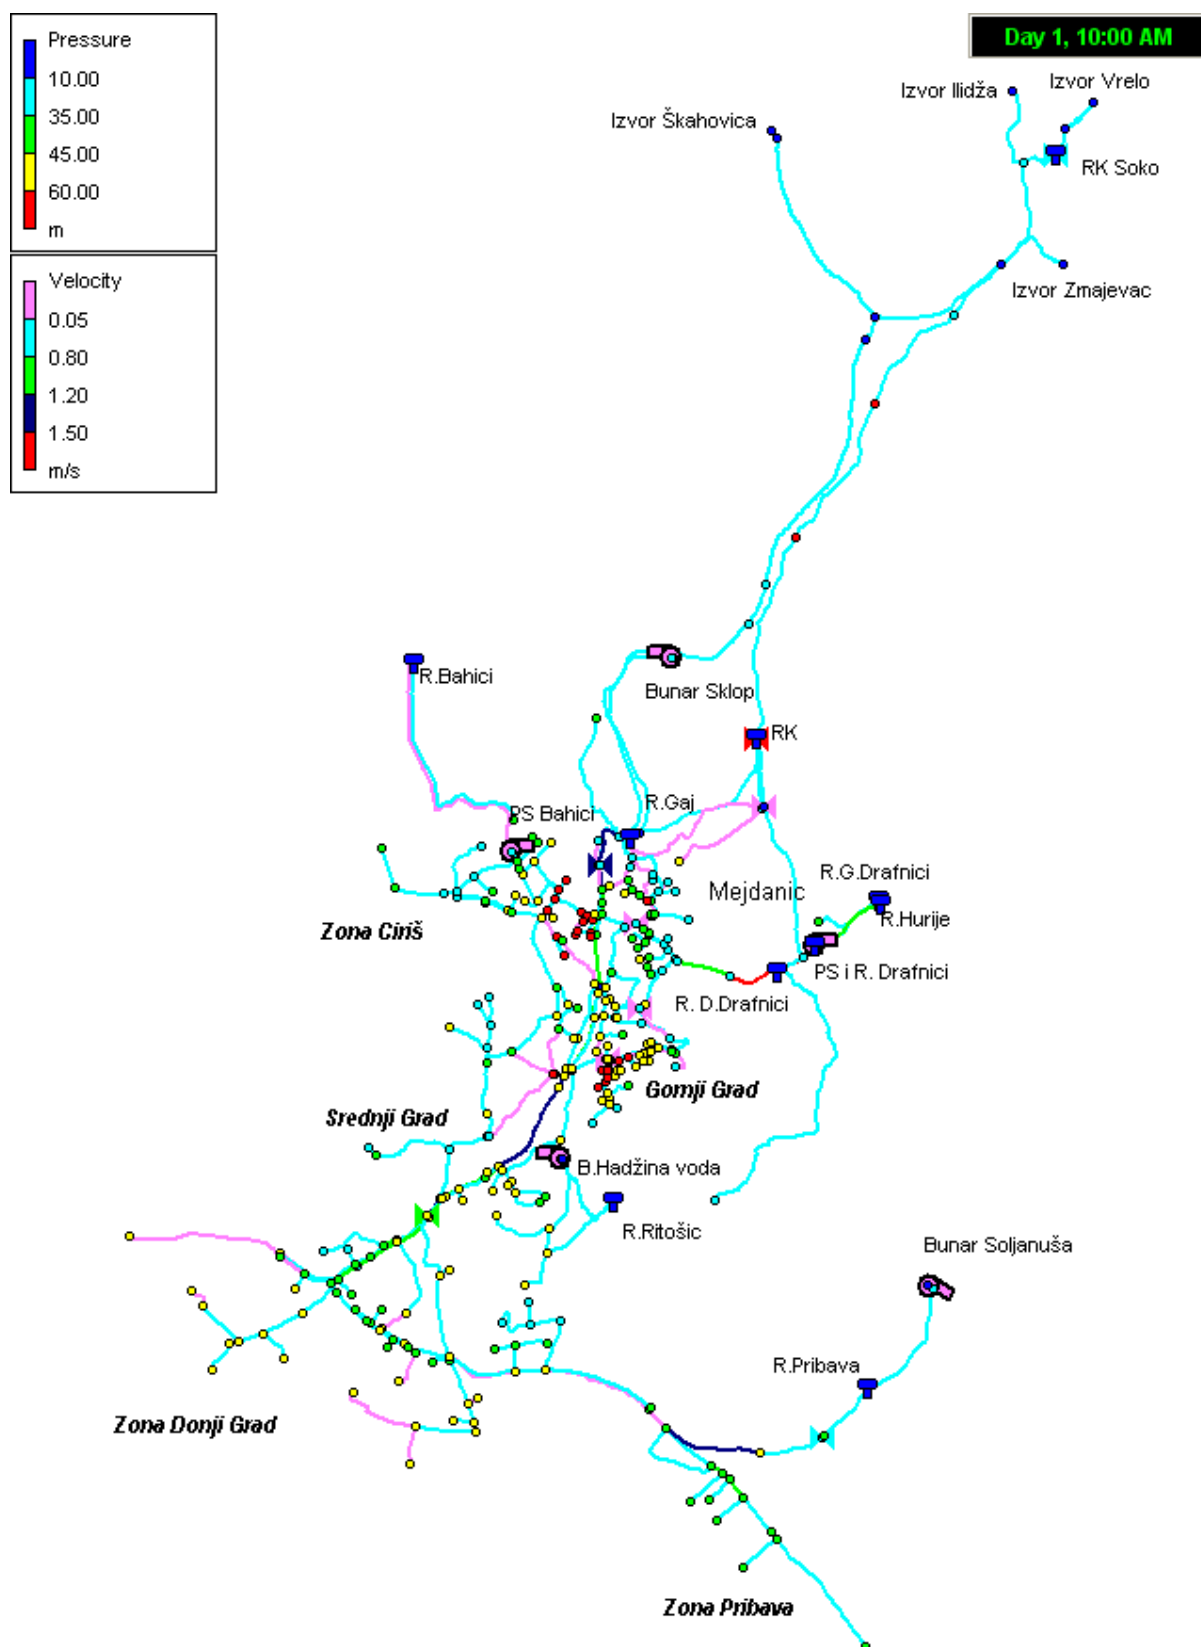 Pressure
10.00
35.00
45.00
60.00
m
Velocity
0.05
0.80
1.20
1.50
m/s
Day 1, 10:00 AM
Izvor Ilidža
Izvor Vrelo
Izvor Škahovica
RK Soko
Izvor Zmajevac
R.Bahici
Bunar Sklop
RK
PS Bahici
R.Gaj
Mejdanic
R.G.Drafnici
R.Hurije
Zona Ciriš
PS i R. Drafnici
R. D.Drafnici
Gornji Grad
Srednji Grad
B.Hadžina voda
R.Ritošic
Bunar Soljanuša
R.Pribava
Zona Donji Grad
Zona Pribava